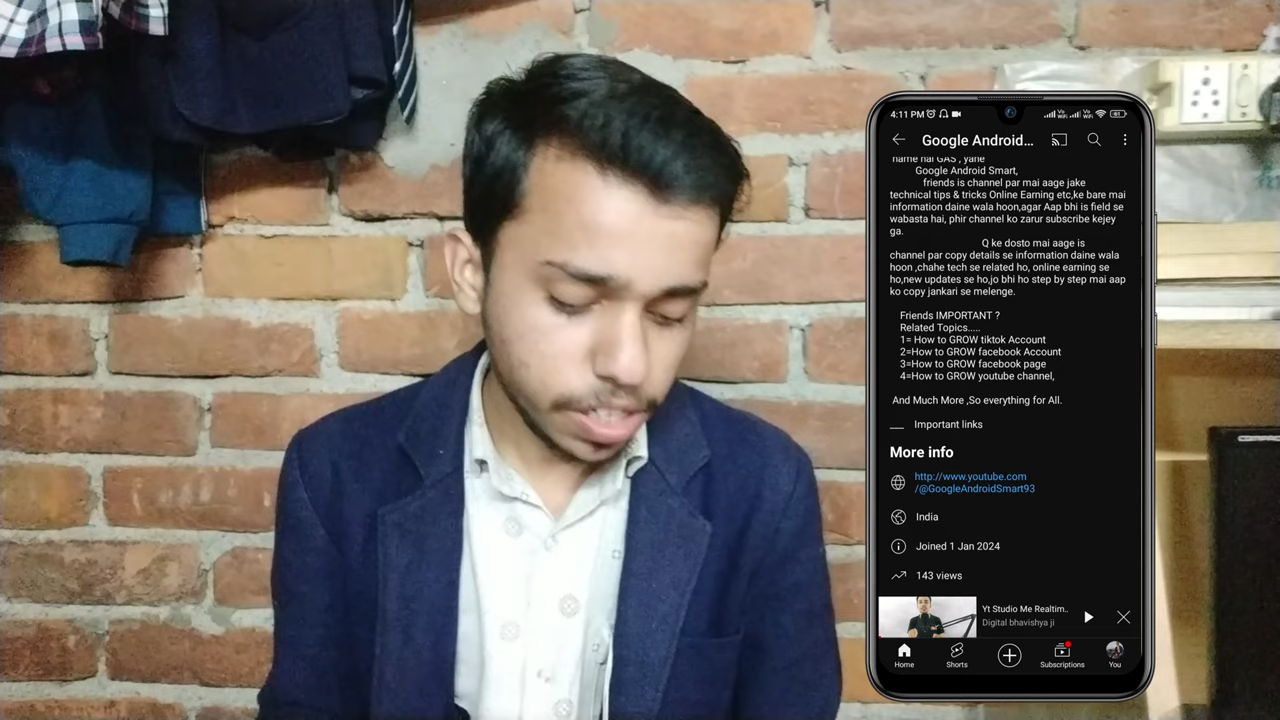 4:11 PM
Google Android...
name hai GAS , yane
Google Android Smart,
friends is channel par mai aage jake
technical tips & tricks Online Earning etc,ke bare mai
information daine wala hoon,agar Aap bhi is field se
wabasta hai, phir channel ko zarur subscribe kejey
ga.
Q ke dosto mai aage is
channel par copy details se information daine wala
hoon ,chahe tech se related ho, online earning se
ho,new updates se ho,jo bhi ho step by step mai aap
ko copy jankari se melenge.
Friends IMPORTANT ?
Related Topics.....
1= How to GROW tiktok Account
2=How to GROW facebook Account
3=How to GROW facebook page
4=How to GROW youtube channel,
And Much More ,So everything for All.
___ Important links
More info
http://www.youtube.com
/@GoogleAndroidSmart93
India
Joined 1 Jan 2024
143 views
Yt Studio Me Realtim..
Digital bhavishya ji
Home
Shorts
Subscriptions
You